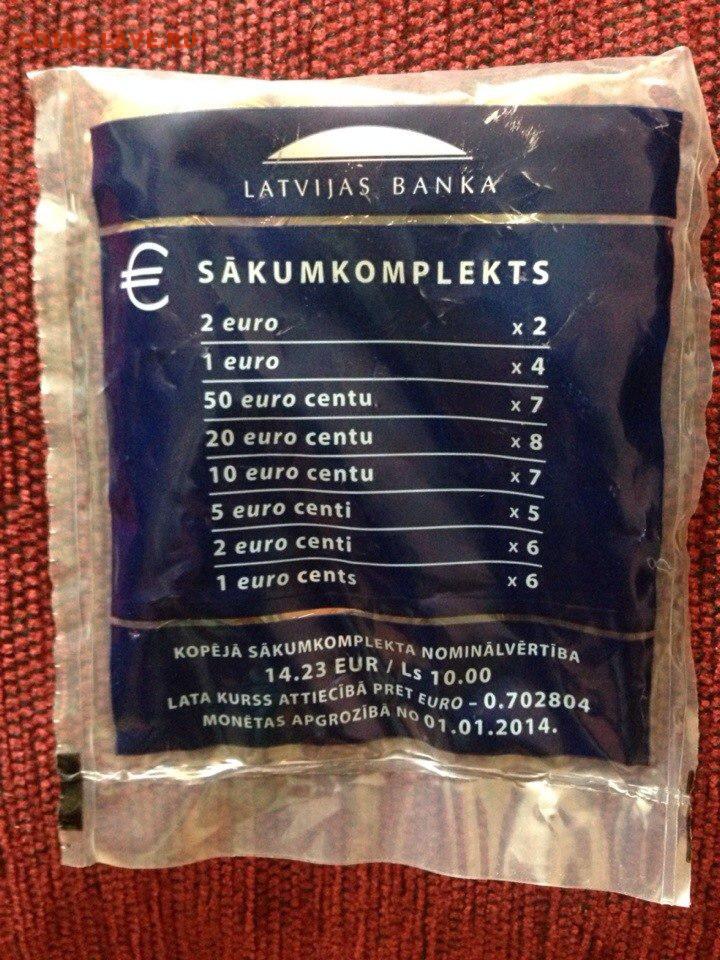 COINS.LAVE.RU
LATVIJAS BANKA
€ SĀKUMKOMPLEKTS
2 euro x 2
1 euro x 4
50 euro centu x 7
20 euro centu x 8
10 euro centu x 7
5 euro centi x 5
2 euro centi x 6
1 euro cents x 6
KOPĒJĀ SĀKUMKOMPLEKTA NOMINĀLVĒRTĪBA
14.23 EUR / Ls 10.00
LATA KURSS ATTIECĪBĀ PRET EURO – 0.702804
MONĒTAS APGROZĪBĀ NO 01.01.2014.